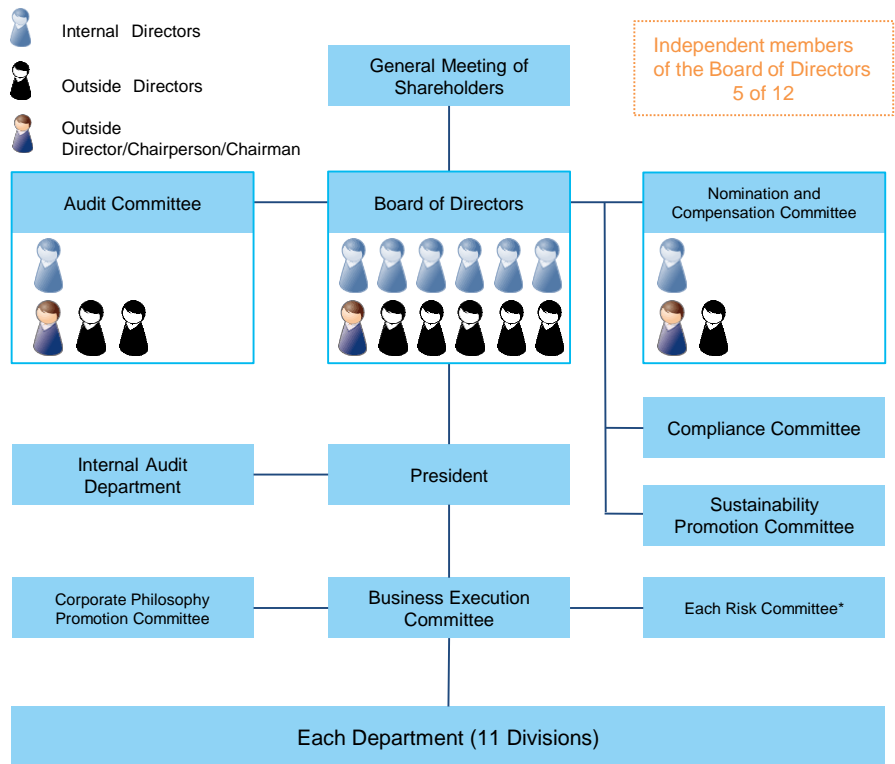 Internal Directors
Outside Directors
Outside
Director/Chairperson/Chairman
General Meeting of
Shareholders
Independent members
of the Board of Directors
5 of 12
Audit Committee
Board of Directors
Nomination and
Compensation Committee
Compliance Committee
Internal Audit
Department
President
Sustainability
Promotion Committee
Corporate Philosophy
Promotion Committee
Business Execution
Committee
Each Risk Committee*
Each Department (11 Divisions)